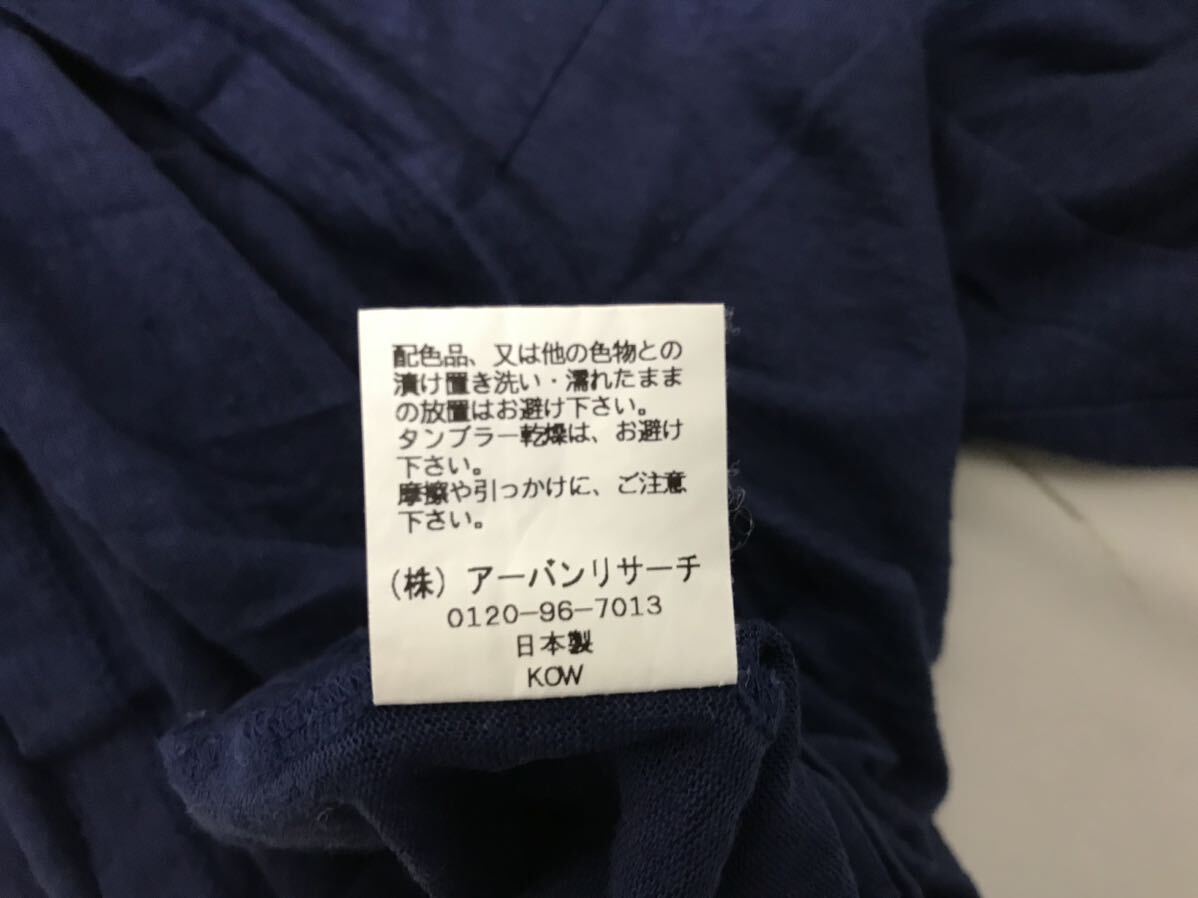 配色品、又は他の色物との
漬け置き洗い・濡れたまま
の放置はお避け下さい。
タンブラー乾燥は、お避け
下さい。
摩擦や引っかけに、ご注意
下さい。
(株) アーバンリサーチ
0120-96-7013
日本製
KOW